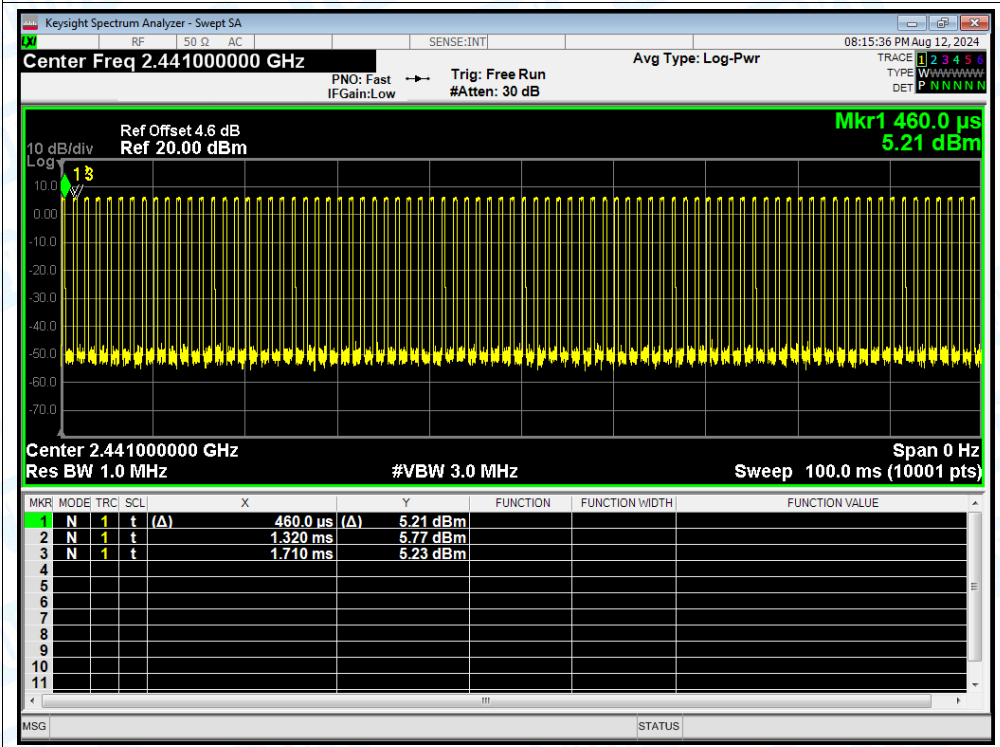 Keysight Spectrum Analyzer - Swept SA
LXI RF 50 Ω AC SENSE:INT 08:15:36 PM Aug 12, 2024
Center Freq 2.441000000 GHz Avg Type: Log-Pwr TRACE 1 2 3 4 5 6
PNO: Fast Trig: Free Run TYPE WWWWWWW
IFGain:Low #Atten: 30 dB DET P N N N N N
Ref Offset 4.6 dB Mkr1 460.0 µs
10 dB/div Ref 20.00 dBm 5.21 dBm
Log
1 3
10.0
0.00
-10.0
-20.0
-30.0
-40.0
-50.0
-60.0
-70.0
Center 2.441000000 GHz Span 0 Hz
Res BW 1.0 MHz #VBW 3.0 MHz Sweep 100.0 ms (10001 pts)
MKR MODE TRC SCL X Y FUNCTION FUNCTION WIDTH FUNCTION VALUE
1 N 1 t (Δ) 460.0 µs (Δ) 5.21 dBm
2 N 1 t 1.320 ms 5.77 dBm
3 N 1 t 1.710 ms 5.23 dBm
4
5
6
7
8
9
10
11
MSG STATUS